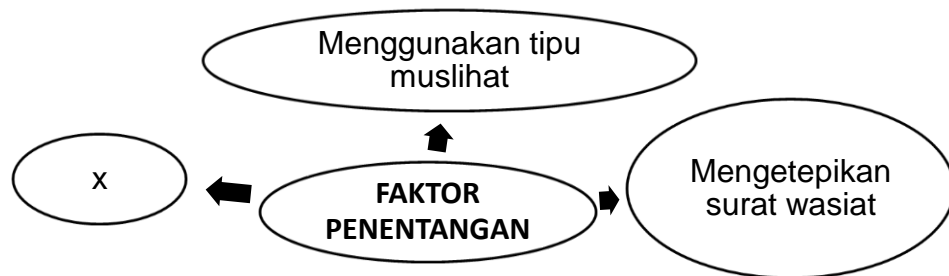 Menggunakan tipu
muslihat
x
FAKTOR
PENENTANGAN
Mengetepikan
surat wasiat